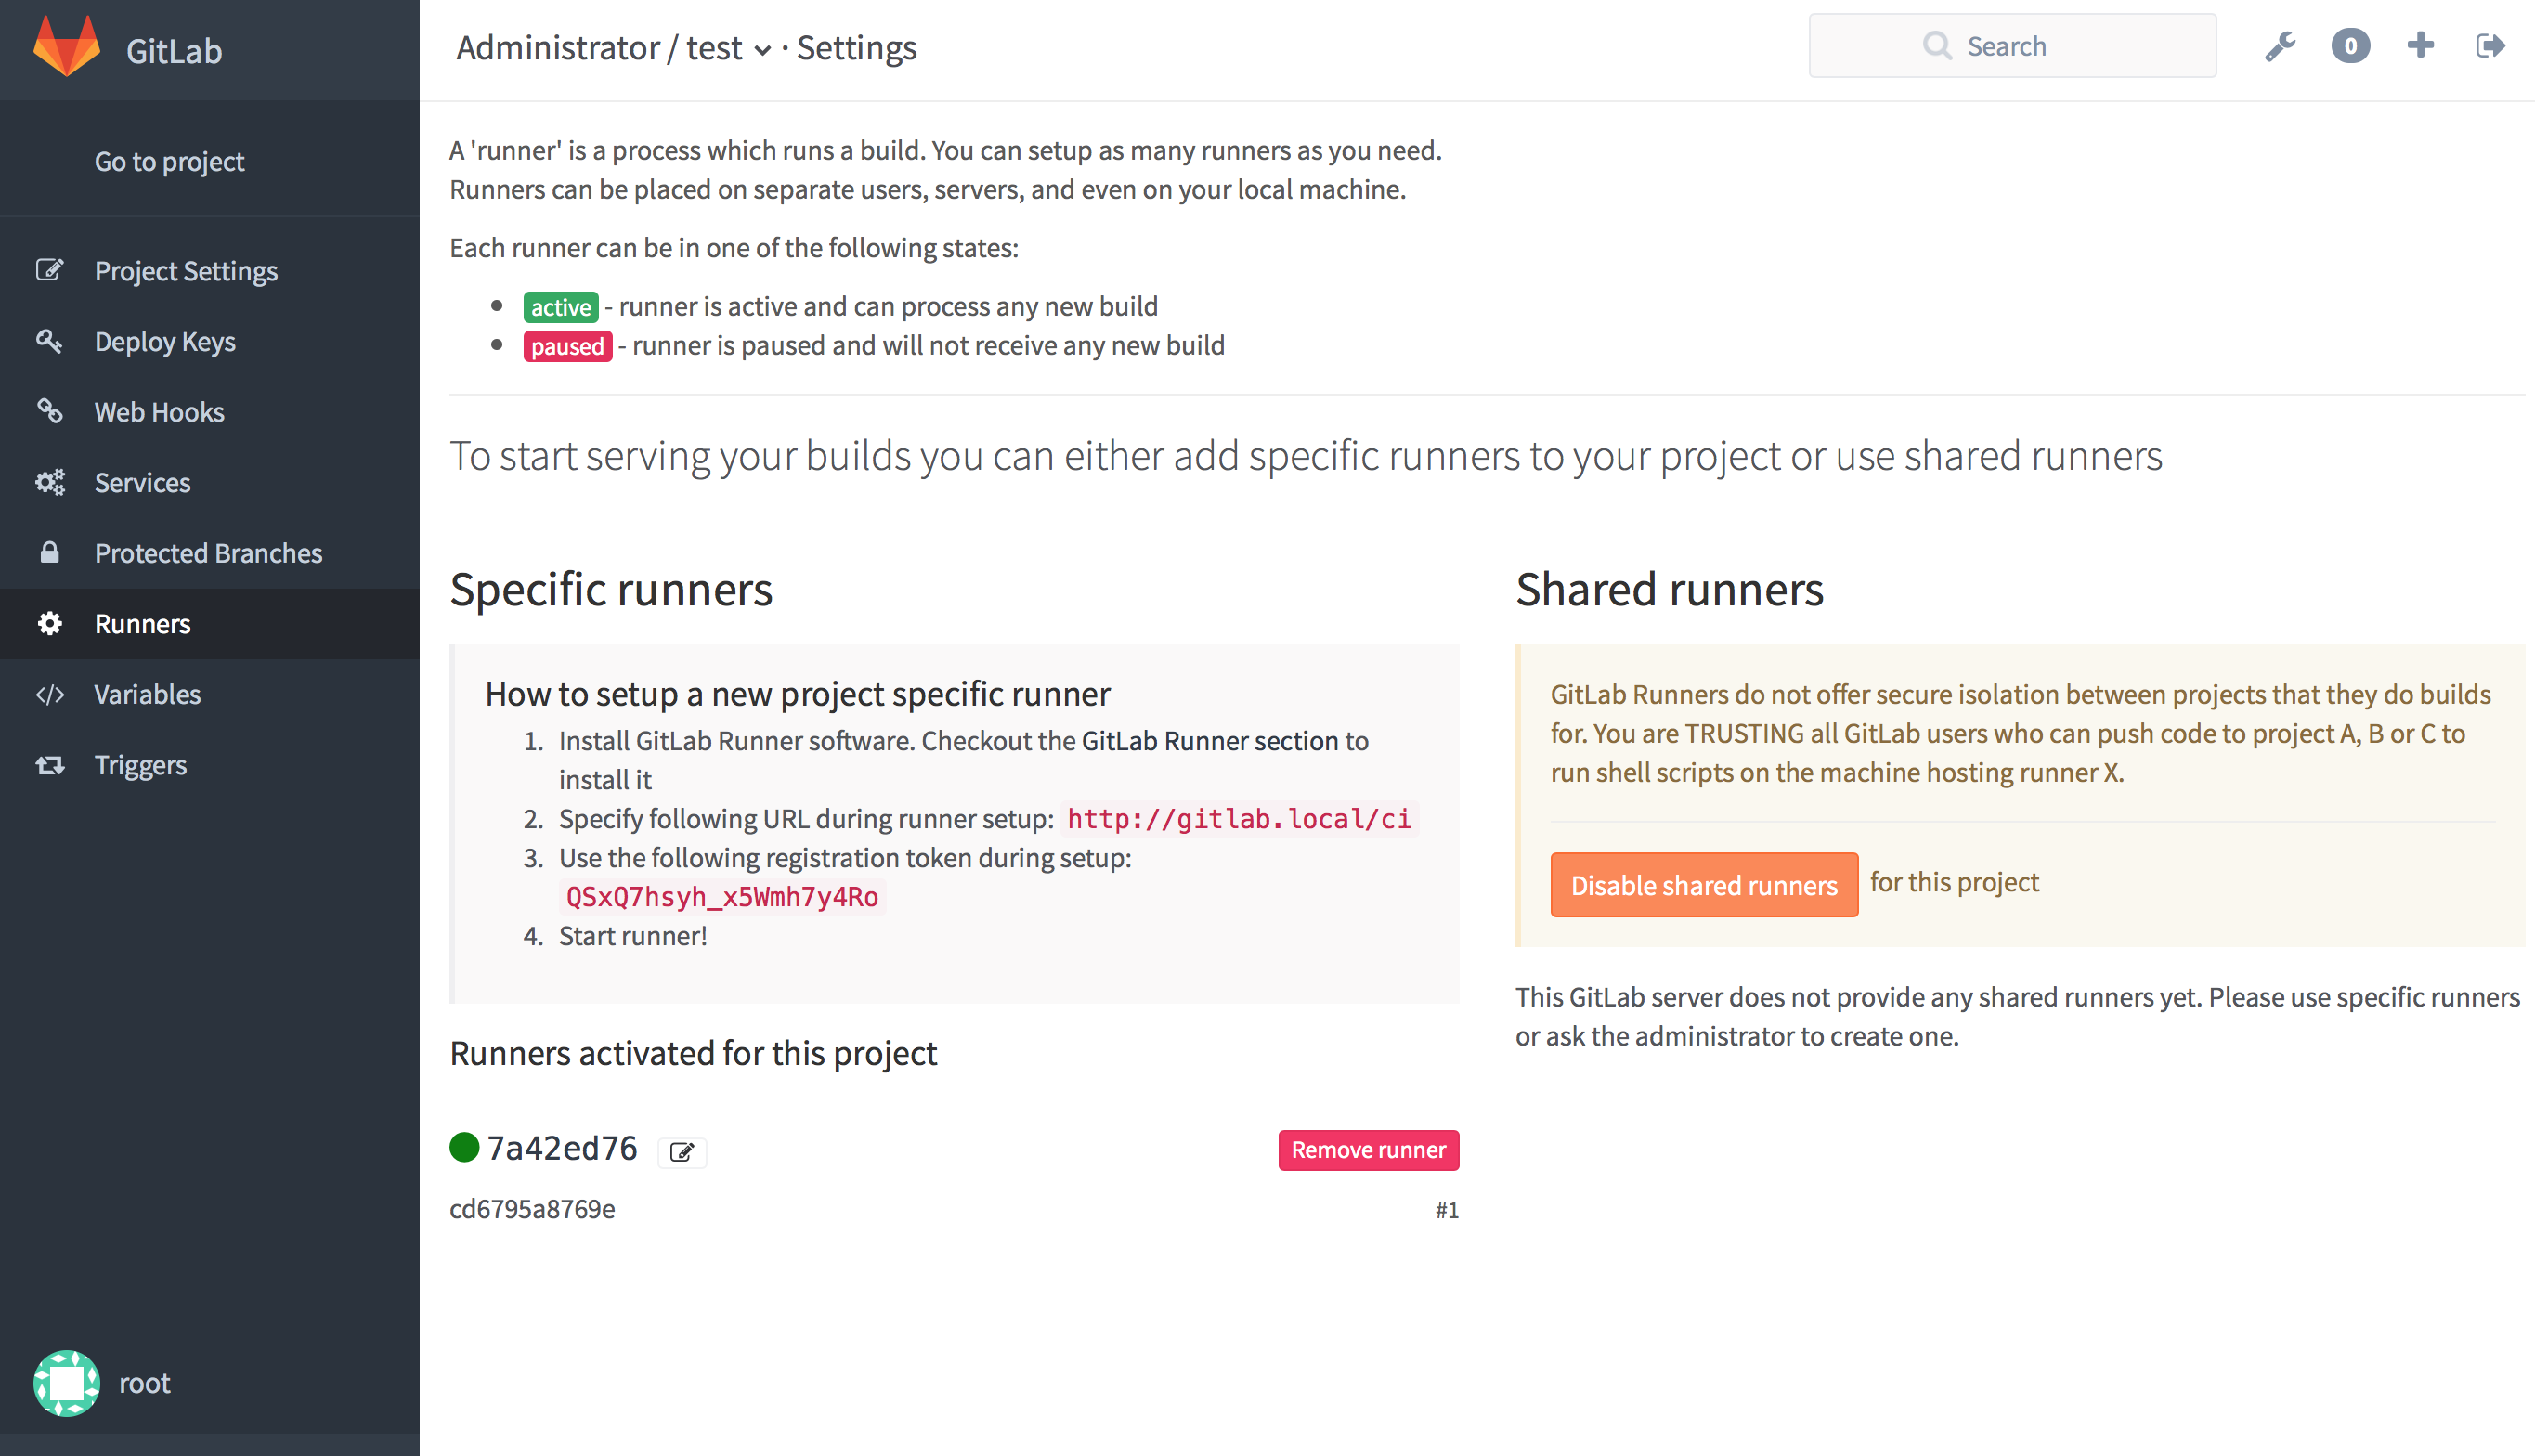 GitLab
Administrator / test · Settings
Search
0
Go to project
Project Settings
Deploy Keys
Web Hooks
Services
Protected Branches
Runners
Variables
Triggers
root
A 'runner' is a process which runs a build. You can setup as many runners as you need.
Runners can be placed on separate users, servers, and even on your local machine.
Each runner can be in one of the following states:
active - runner is active and can process any new build
paused - runner is paused and will not receive any new build
To start serving your builds you can either add specific runners to your project or use shared runners
Specific runners
How to setup a new project specific runner
1. Install GitLab Runner software. Checkout the GitLab Runner section to
install it
2. Specify following URL during runner setup: http://gitlab.local/ci
3. Use the following registration token during setup:
QSxQ7hsyh_x5Wmh7y4Ro
4. Start runner!
Runners activated for this project
7a42ed76
Remove runner
cd6795a8769e
#1
Shared runners
GitLab Runners do not offer secure isolation between projects that they do builds
for. You are TRUSTING all GitLab users who can push code to project A, B or C to
run shell scripts on the machine hosting runner X.
Disable shared runners for this project
This GitLab server does not provide any shared runners yet. Please use specific runners
or ask the administrator to create one.